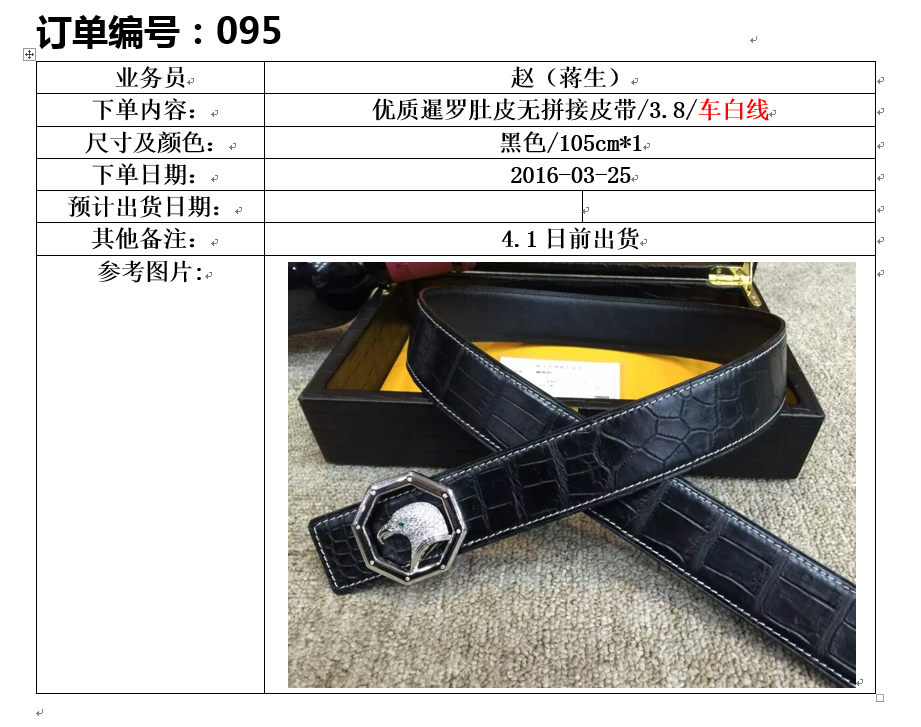 订单编号：095
业务员
赵（蒋生）
下单内容：
优质暹罗肚皮无拼接皮带/3.8/车白线
尺寸及颜色：
黑色/105cm*1
下单日期：
2016-03-25
预计出货日期：
其他备注：
4.1日前出货
参考图片: